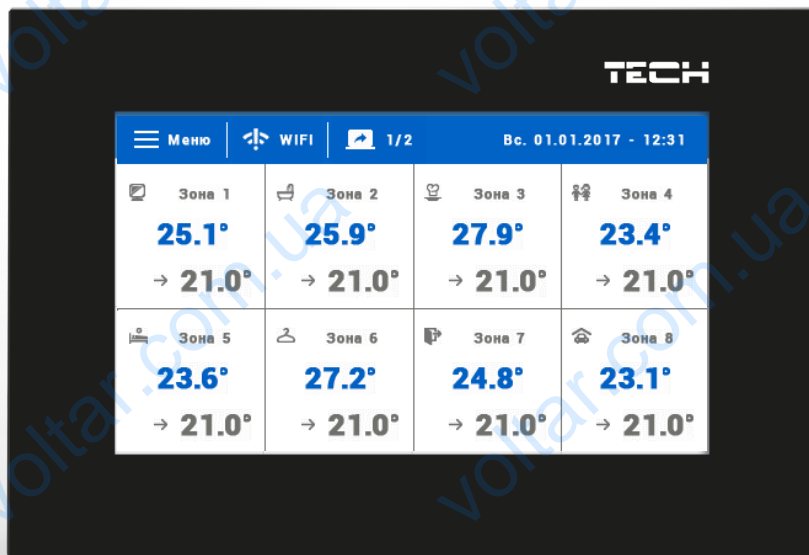 TECH
Меню WIFI 1/2 Вс. 01.01.2017 - 12:31
Зона 1 Зона 2 Зона 3 Зона 4
25.1° 25.9° 27.9° 23.4°
→ 21.0° → 21.0° → 21.0° → 21.0°
Зона 5 Зона 6 Зона 7 Зона 8
23.6° 27.2° 24.8° 23.1°
→ 21.0° → 21.0° → 21.0° → 21.0°
voltar.com.ua
voltar.com.ua